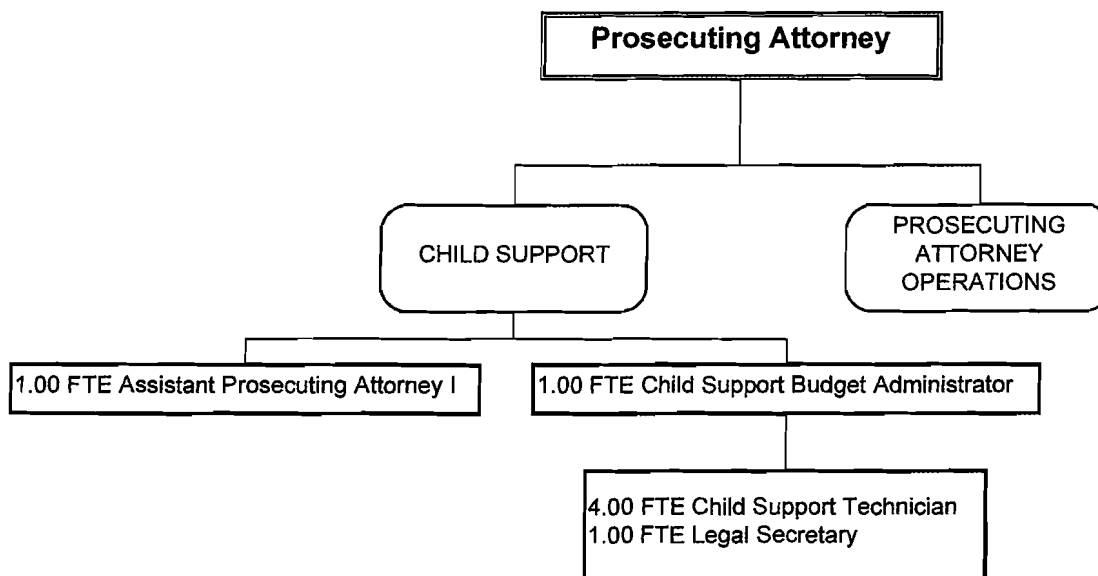 Prosecuting Attorney
CHILD SUPPORT
PROSECUTING
ATTORNEY
OPERATIONS
1.00 FTE Assistant Prosecuting Attorney I
1.00 FTE Child Support Budget Administrator
4.00 FTE Child Support Technician
1.00 FTE Legal Secretary